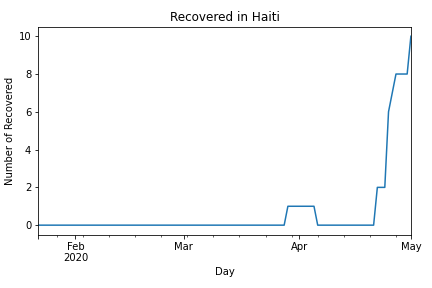 Recovered in Haiti
Number of Recovered
10
8
6
4
2
0
Feb
2020
Mar
Apr
May
Day